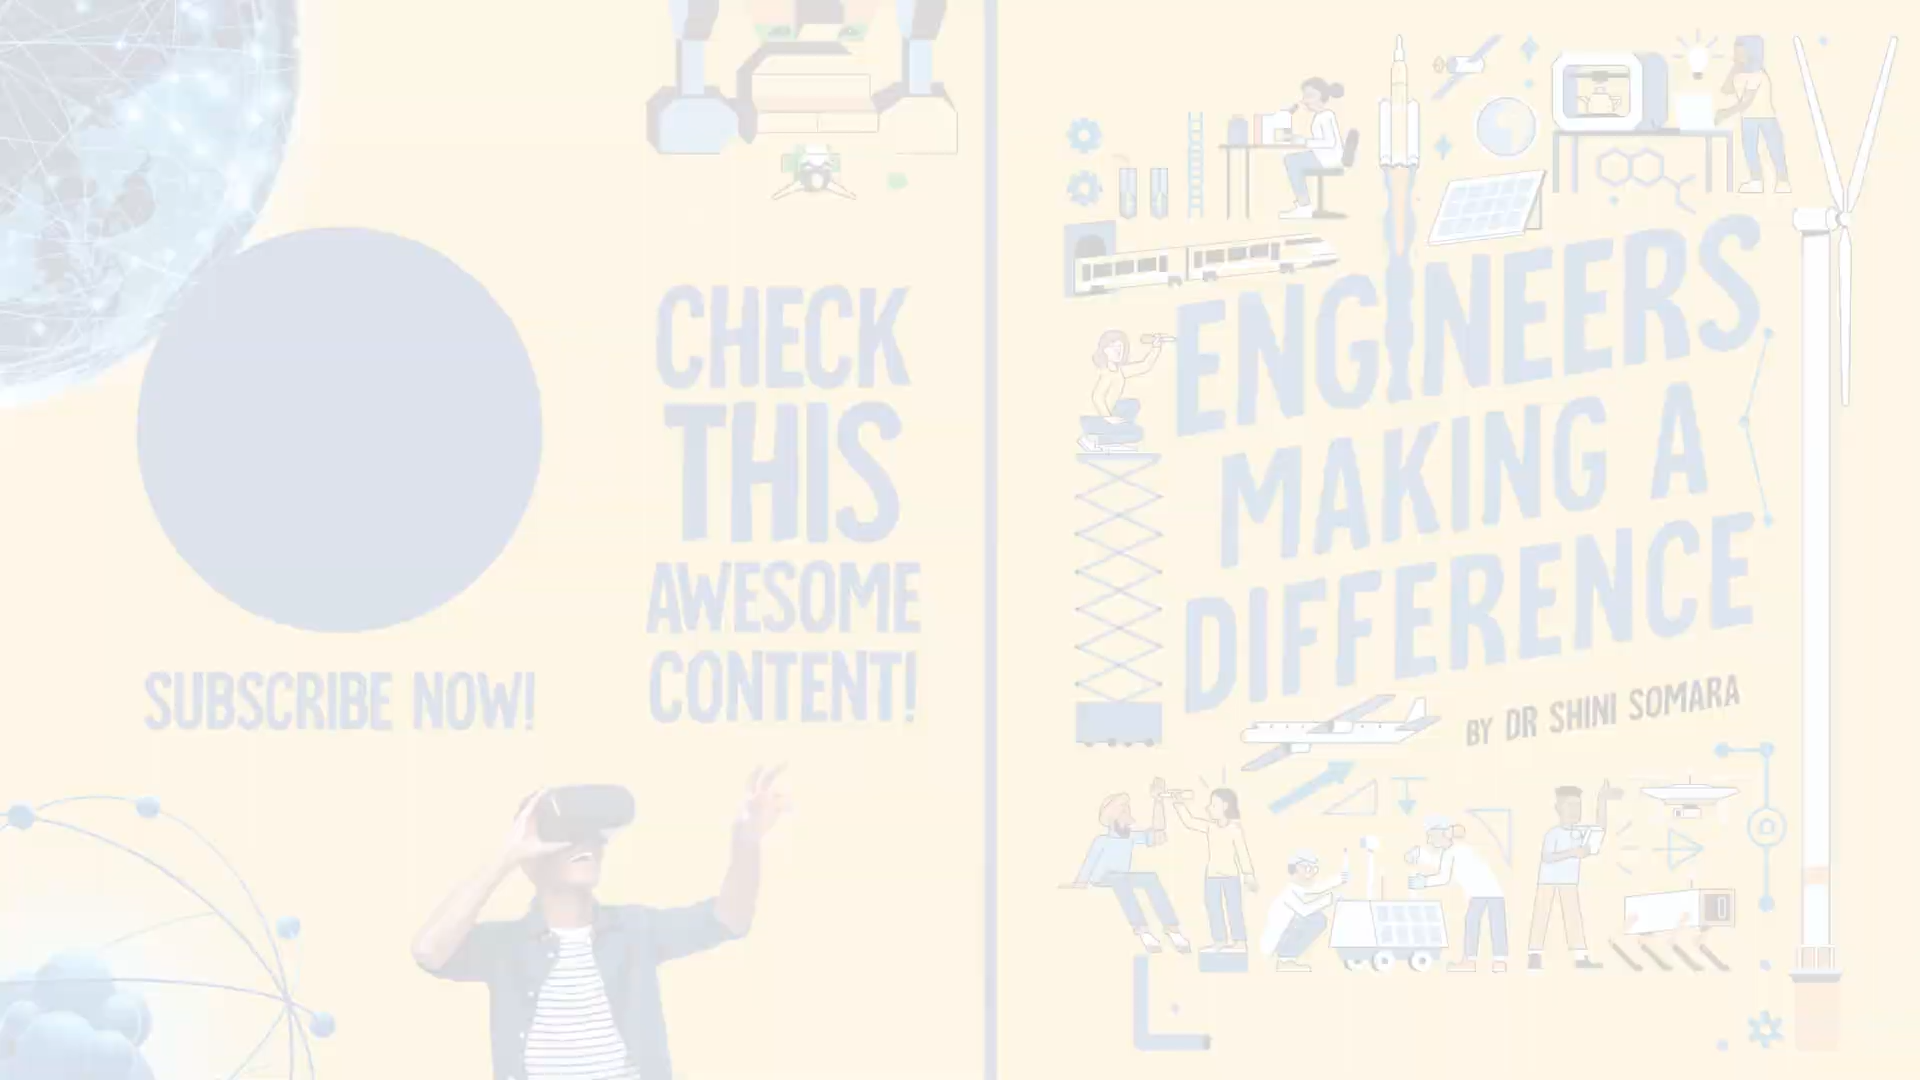 SUBSCRIBE NOW!
CHECK
THIS
AWESOME
CONTENT!
ENGINEERS
MAKING A
DIFFERENCE
BY DR SHINI SOMARA